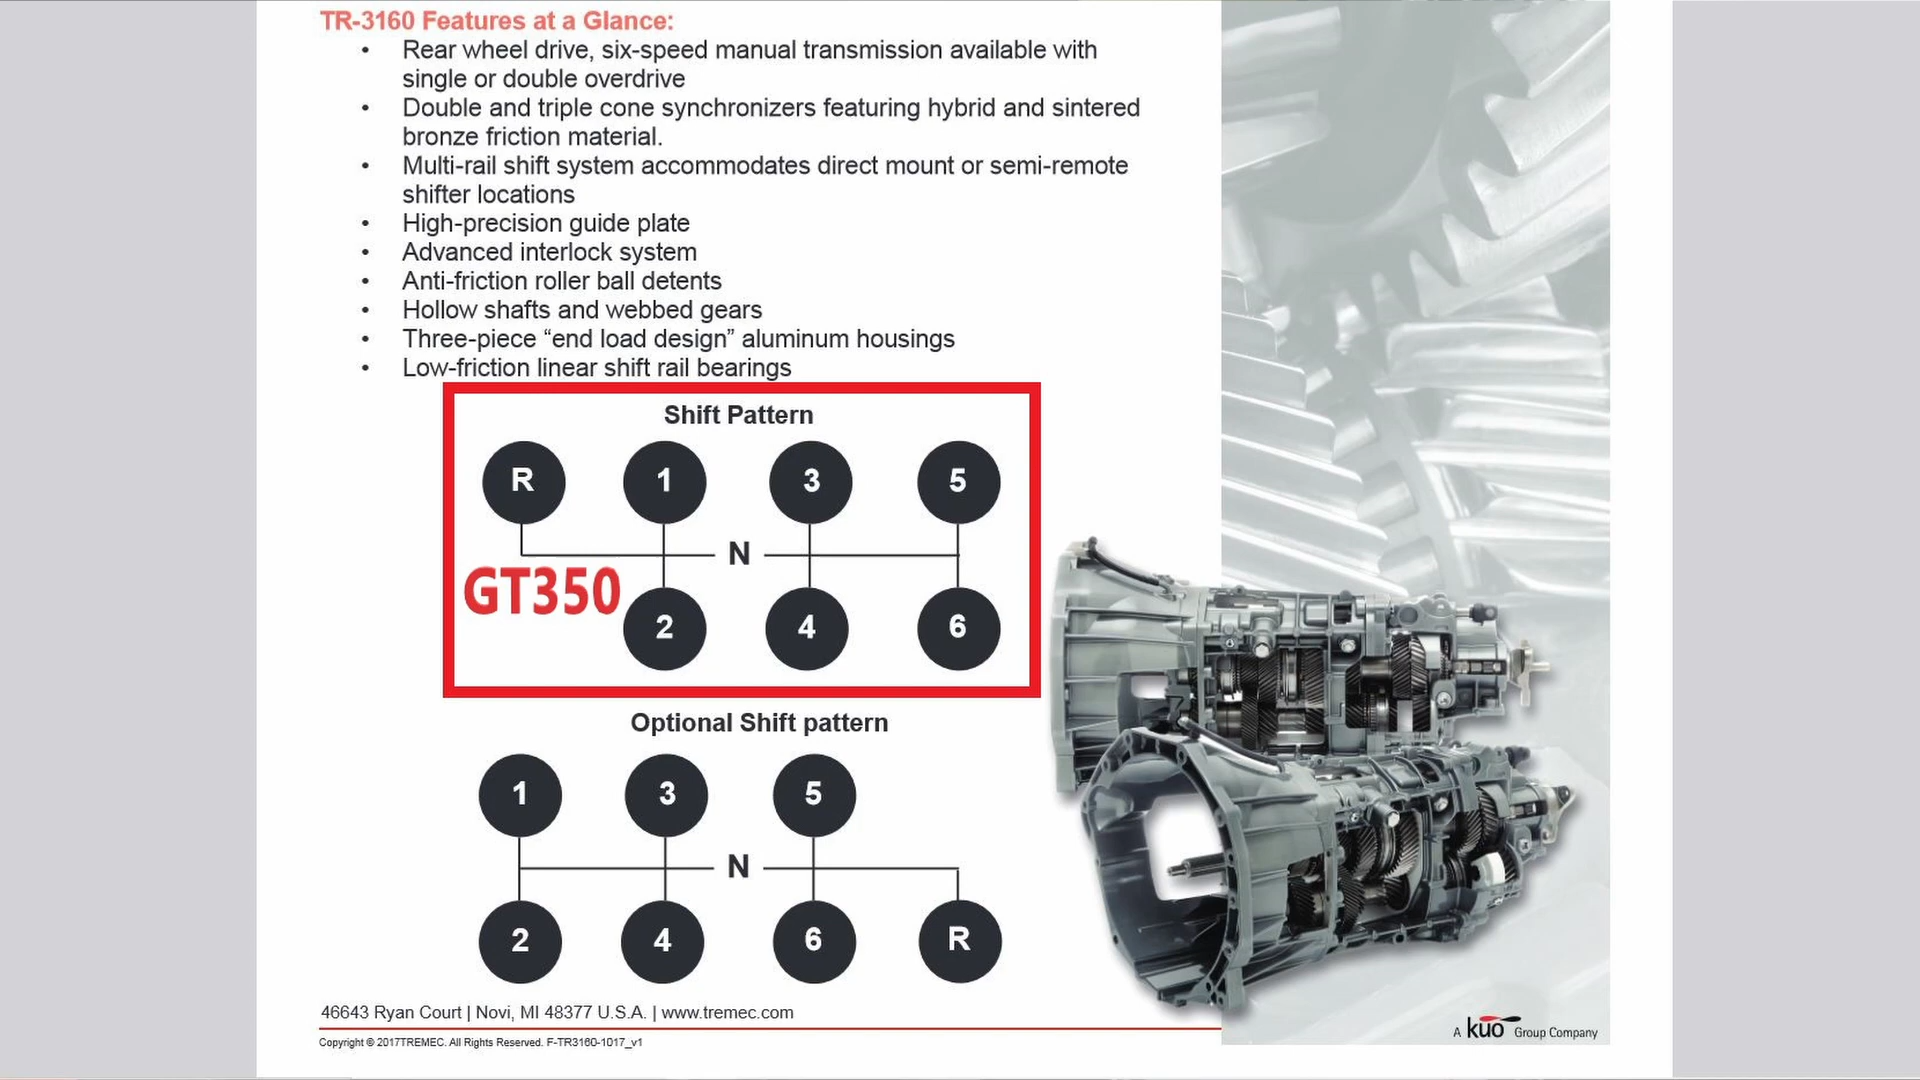 TR-3160 Features at a Glance:
• Rear wheel drive, six-speed manual transmission available with
single or double overdrive
• Double and triple cone synchronizers featuring hybrid and sintered
bronze friction material.
• Multi-rail shift system accommodates direct mount or semi-remote
shifter locations
• High-precision guide plate
• Advanced interlock system
• Anti-friction roller ball detents
• Hollow shafts and webbed gears
• Three-piece “end load design” aluminum housings
• Low-friction linear shift rail bearings
Shift Pattern
R 1 3 5
N
GT350
2 4 6
Optional Shift pattern
1 3 5
N
2 4 6 R
46643 Ryan Court | Novi, MI 48377 U.S.A. | www.tremec.com
Copyright © 2017TREMEC. All Rights Reserved. F-TR3160-1017_v1
A kuo Group Company